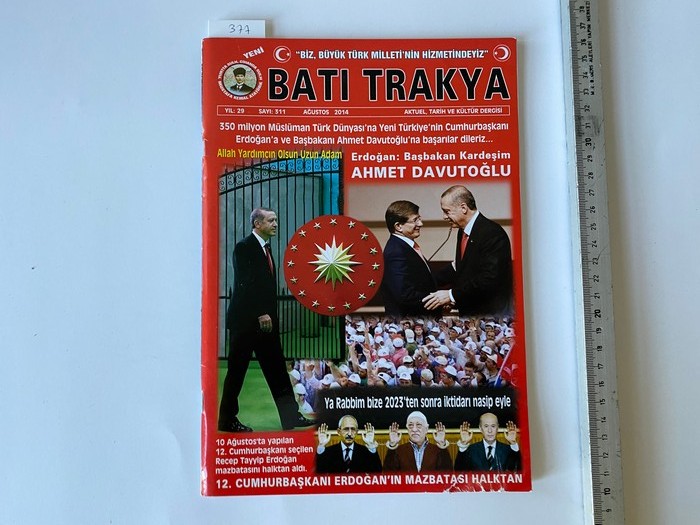 377
YENİ
"BİZ, BÜYÜK TÜRK MİLLETİ'NİN HİZMETİNDEYİZ"
BATI TRAKYA
YIL: 29 SAYI: 311 AĞUSTOS 2014 AKTUEL, TARİH VE KÜLTÜR DERGİSİ
350 milyon Müslüman Türk Dünyası'na Yeni Türkiye'nin Cumhurbaşkanı
Erdoğan'a ve Başbakanı Ahmet Davutoğlu'na başarılar dileriz...
Allah Yardımcın Olsun Uzun Adam
Erdoğan: Başbakan Kardeşim
AHMET DAVUTOĞLU
Ya Rabbim bize 2023'ten sonra iktidarı nasip eyle
10 Ağustos'ta yapılan
12. Cumhurbaşkanı seçilen
Recep Tayyip Erdoğan
mazbatasını halktan aldı.
12. CUMHURBAŞKANI ERDOĞAN'IN MAZBATASI HALKTAN